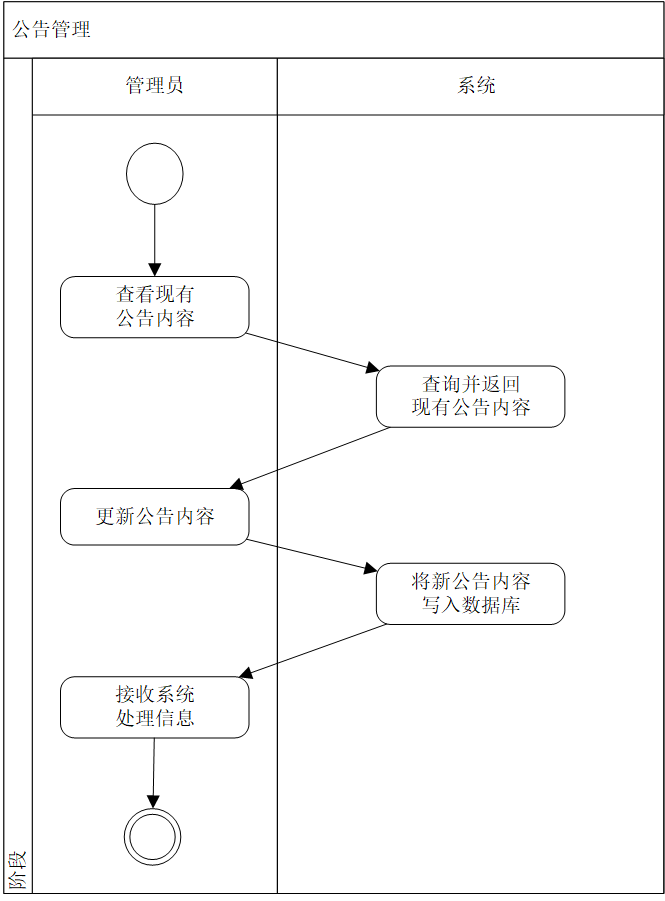 公告管理
管理员
系统
查看现有
公告内容
查询并返回
现有公告内容
更新公告内容
将新公告内容
写入数据库
接收系统
处理信息
阶段